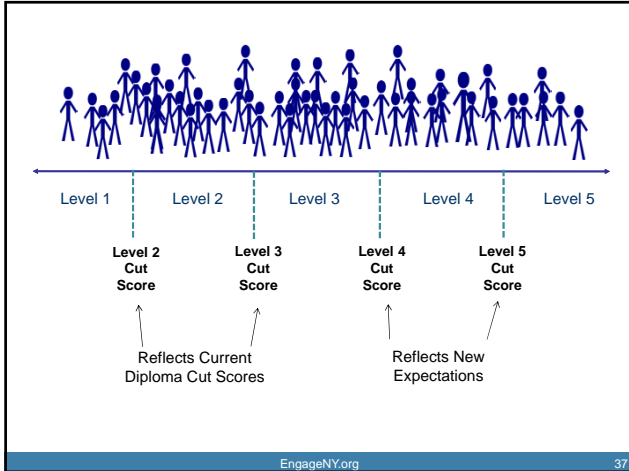 Level 1 Level 2 Level 3 Level 4 Level 5
Level 2 Level 3 Level 4 Level 5
Cut Cut Cut Cut
Score Score Score Score
Reflects Current Reflects New
Diploma Cut Scores Expectations
EngageNY.org 37